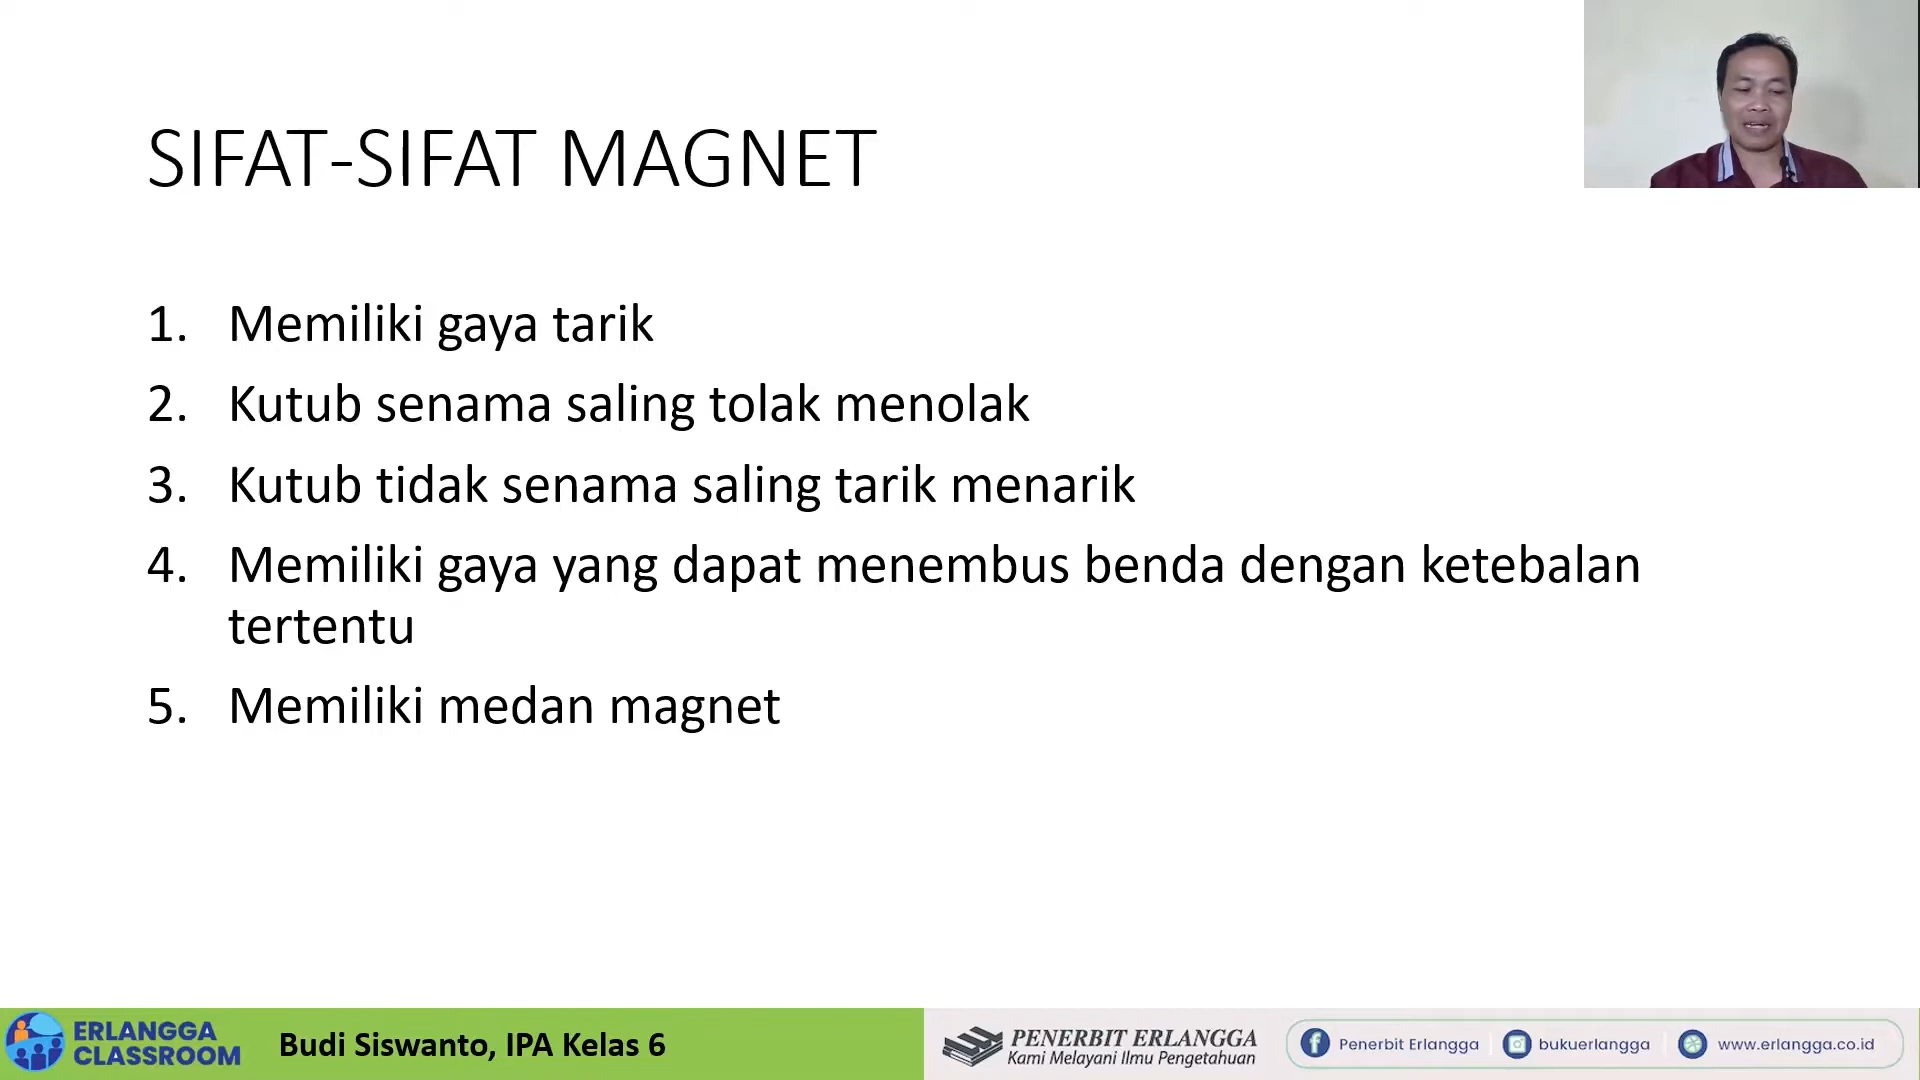 SIFAT-SIFAT MAGNET
1. Memiliki gaya tarik
2. Kutub senama saling tolak menolak
3. Kutub tidak senama saling tarik menarik
4. Memiliki gaya yang dapat menembus benda dengan ketebalan
tertentu
5. Memiliki medan magnet
ERLANGGA
CLASSROOM
Budi Siswanto, IPA Kelas 6
PENERBIT ERLANGGA
Kami Melayani Ilmu Pengetahuan
Penerbit Erlangga
bukuerlangga
www.erlangga.co.id